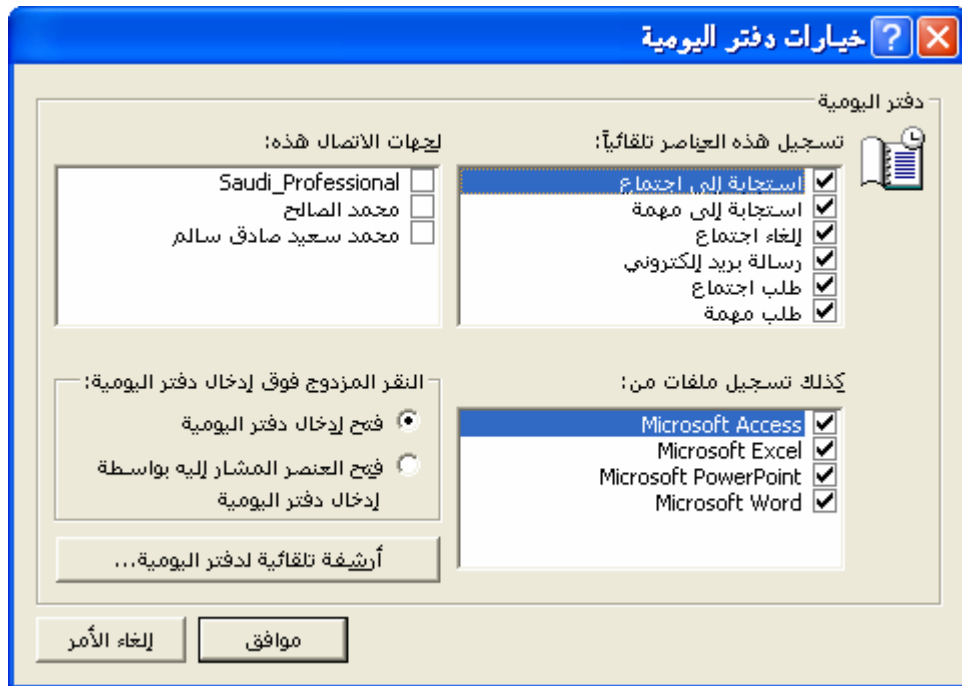 خيارات دفتر اليومية
دفتر اليومية
تسجيل هذه العناصر تلقائياً:
استجابة إلى اجتماع
استجابة إلى مهمة
إلغاء اجتماع
رسالة بريد إلكتروني
طلب اجتماع
طلب مهمة
لجهات الاتصال هذه:
Saudi_Professional
محمد الصالح
محمد سعيد صادق سالم
كذلك تسجيل ملفات من:
Microsoft Access
Microsoft Excel
Microsoft PowerPoint
Microsoft Word
النقر المزدوج فوق إدخال دفتر اليومية:
فتح إدخال دفتر اليومية
فتح العنصر المشار إليه بواسطة
إدخال دفتر اليومية
أرشفة تلقائية لدفتر اليومية...
موافق
إلغاء الأمر